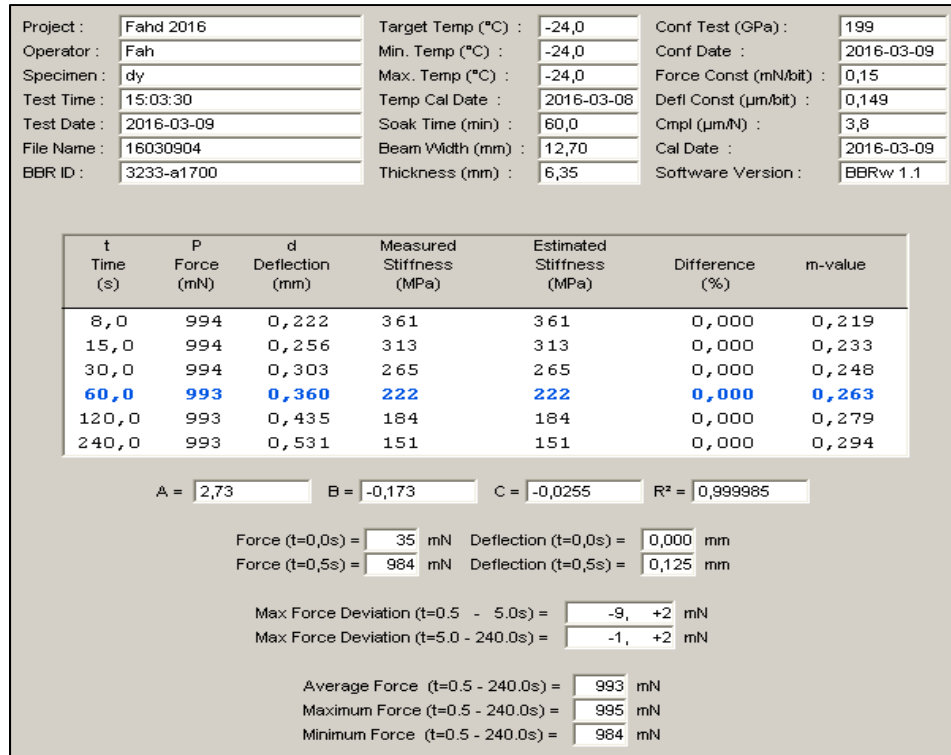 Project : Fahd 2016 Target Temp (°C) : -24,0 Conf Test (GPa) : 199
Operator : Fah Min. Temp (°C) : -24,0 Conf Date : 2016-03-09
Specimen : dy Max. Temp (°C) : -24,0 Force Const (mN/bit) : 0,15
Test Time : 15:03:30 Temp Cal Date : 2016-03-08 Defl Const (µm/bit) : 0,149
Test Date : 2016-03-09 Soak Time (min) : 60,0 Cmpl (µm/N) : 3,8
File Name : 16030904 Beam Width (mm) : 12,70 Cal Date : 2016-03-09
BBR ID : 3233-a1700 Thickness (mm) : 6,35 Software Version : BBRw 1.1
t P d Measured Estimated
Time Force Deflection Stiffness Stiffness Difference m-value
(s) (mN) (mm) (MPa) (MPa) (%)
8,0 994 0,222 361 361 0,000 0,219
15,0 994 0,256 313 313 0,000 0,233
30,0 994 0,303 265 265 0,000 0,248
60,0 993 0,360 222 222 0,000 0,263
120,0 993 0,435 184 184 0,000 0,279
240,0 993 0,531 151 151 0,000 0,294
A = 2,73 B = -0,173 C = -0,0255 R² = 0,999985
Force (t=0,0s) = 35 mN Deflection (t=0,0s) = 0,000 mm
Force (t=0,5s) = 984 mN Deflection (t=0,5s) = 0,125 mm
Max Force Deviation (t=0.5 - 5.0s) = -9, +2 mN
Max Force Deviation (t=5.0 - 240.0s) = -1, +2 mN
Average Force (t=0.5 - 240.0s) = 993 mN
Maximum Force (t=0.5 - 240.0s) = 995 mN
Minimum Force (t=0.5 - 240.0s) = 984 mN